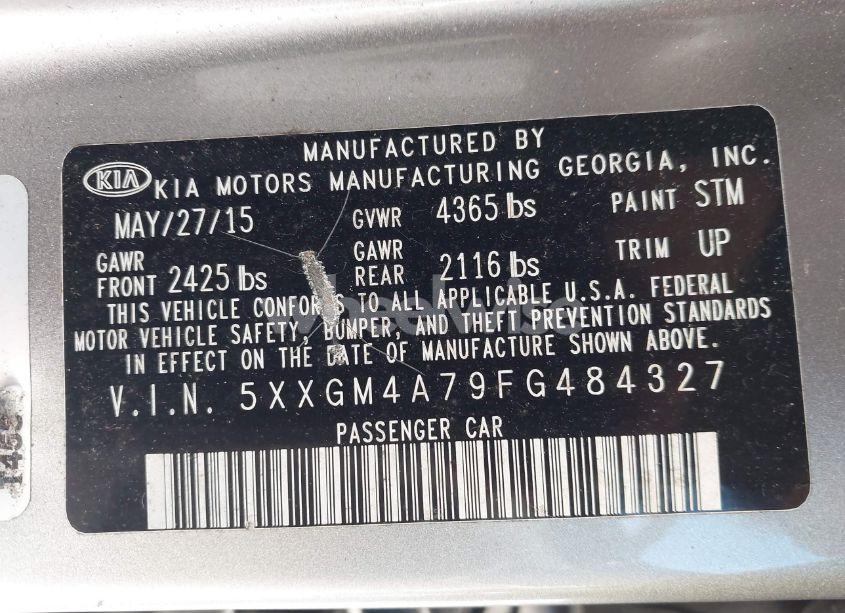 MANUFACTURED BY
KIA KIA MOTORS MANUFACTURING GEORGIA, INC.
MAY/27/15 GVWR 4365 lbs PAINT STM
GAWR FRONT 2425 lbs GAWR REAR 2116 lbs TRIM UP
THIS VEHICLE CONFORMS TO ALL APPLICABLE U.S.A. FEDERAL
MOTOR VEHICLE SAFETY, BUMPER, AND THEFT PREVENTION STANDARDS
IN EFFECT ON THE DATE OF MANUFACTURE SHOWN ABOVE.
V.I.N. 5XXGM4A79FG484327
PASSENGER CAR